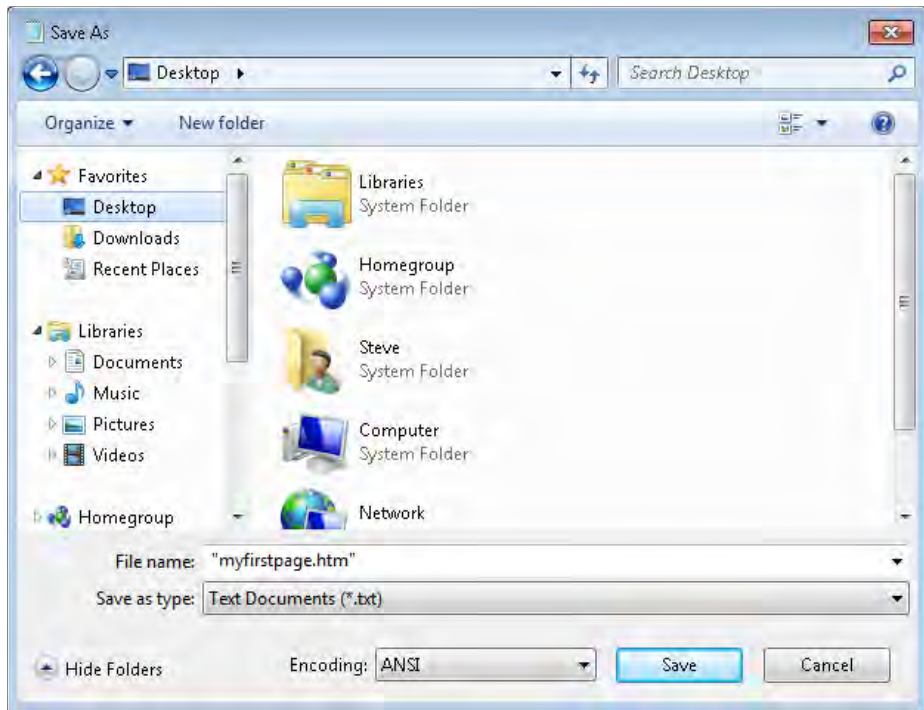 Save As
Desktop
Search Desktop
Organize New folder
Favorites
Desktop
Downloads
Recent Places
Libraries
Documents
Music
Pictures
Videos
Homegroup
Libraries
System Folder
Homegroup
System Folder
Steve
System Folder
Computer
System Folder
Network
File name: "myfirstpage.htm"
Save as type: Text Documents (*.txt)
Hide Folders Encoding: ANSI Save Cancel